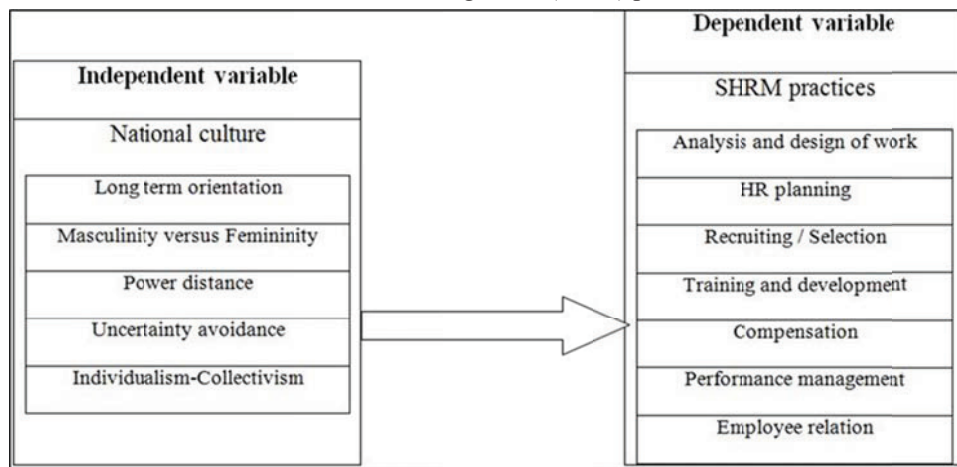 Independent variable
National culture
Long term orientation
Masculinity versus Femininity
Power distance
Uncertainty avoidance
Individualism-Collectivism
Dependent variable
SHRM practices
Analysis and design of work
HR planning
Recruiting / Selection
Training and development
Compensation
Performance management
Employee relation